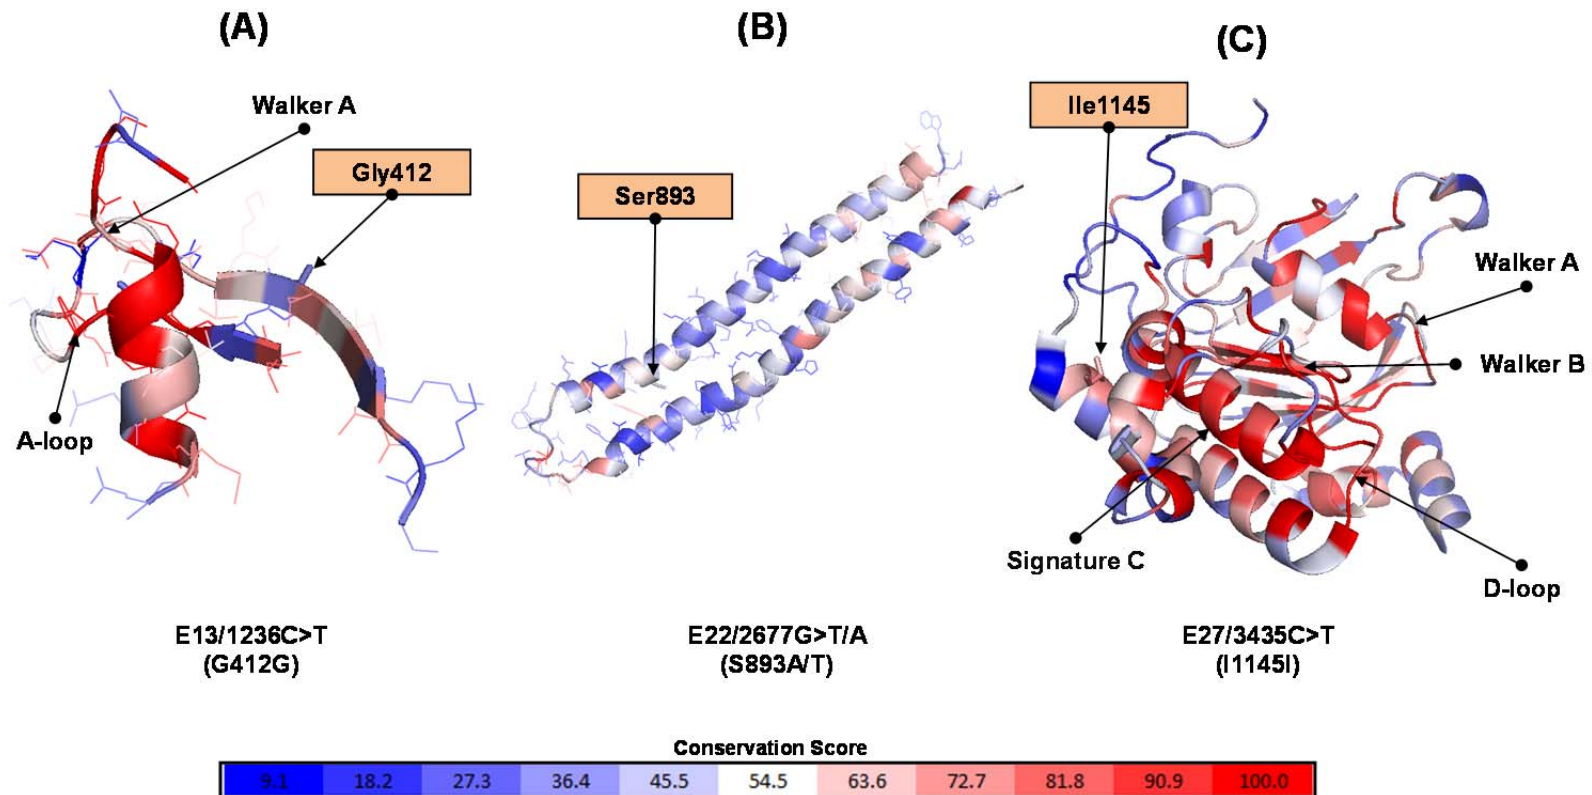 (A)
(B)
(C)
Walker A
Gly412
A-loop
Ser893
Ile1145
Walker A
Walker B
Signature C
D-loop
E13/1236C>T
(G412G)
E22/2677G>T/A
(S893A/T)
E27/3435C>T
(I1145I)
Conservation Score
9.1 18.2 27.3 36.4 45.5 54.5 63.6 72.7 81.8 90.9 100.0